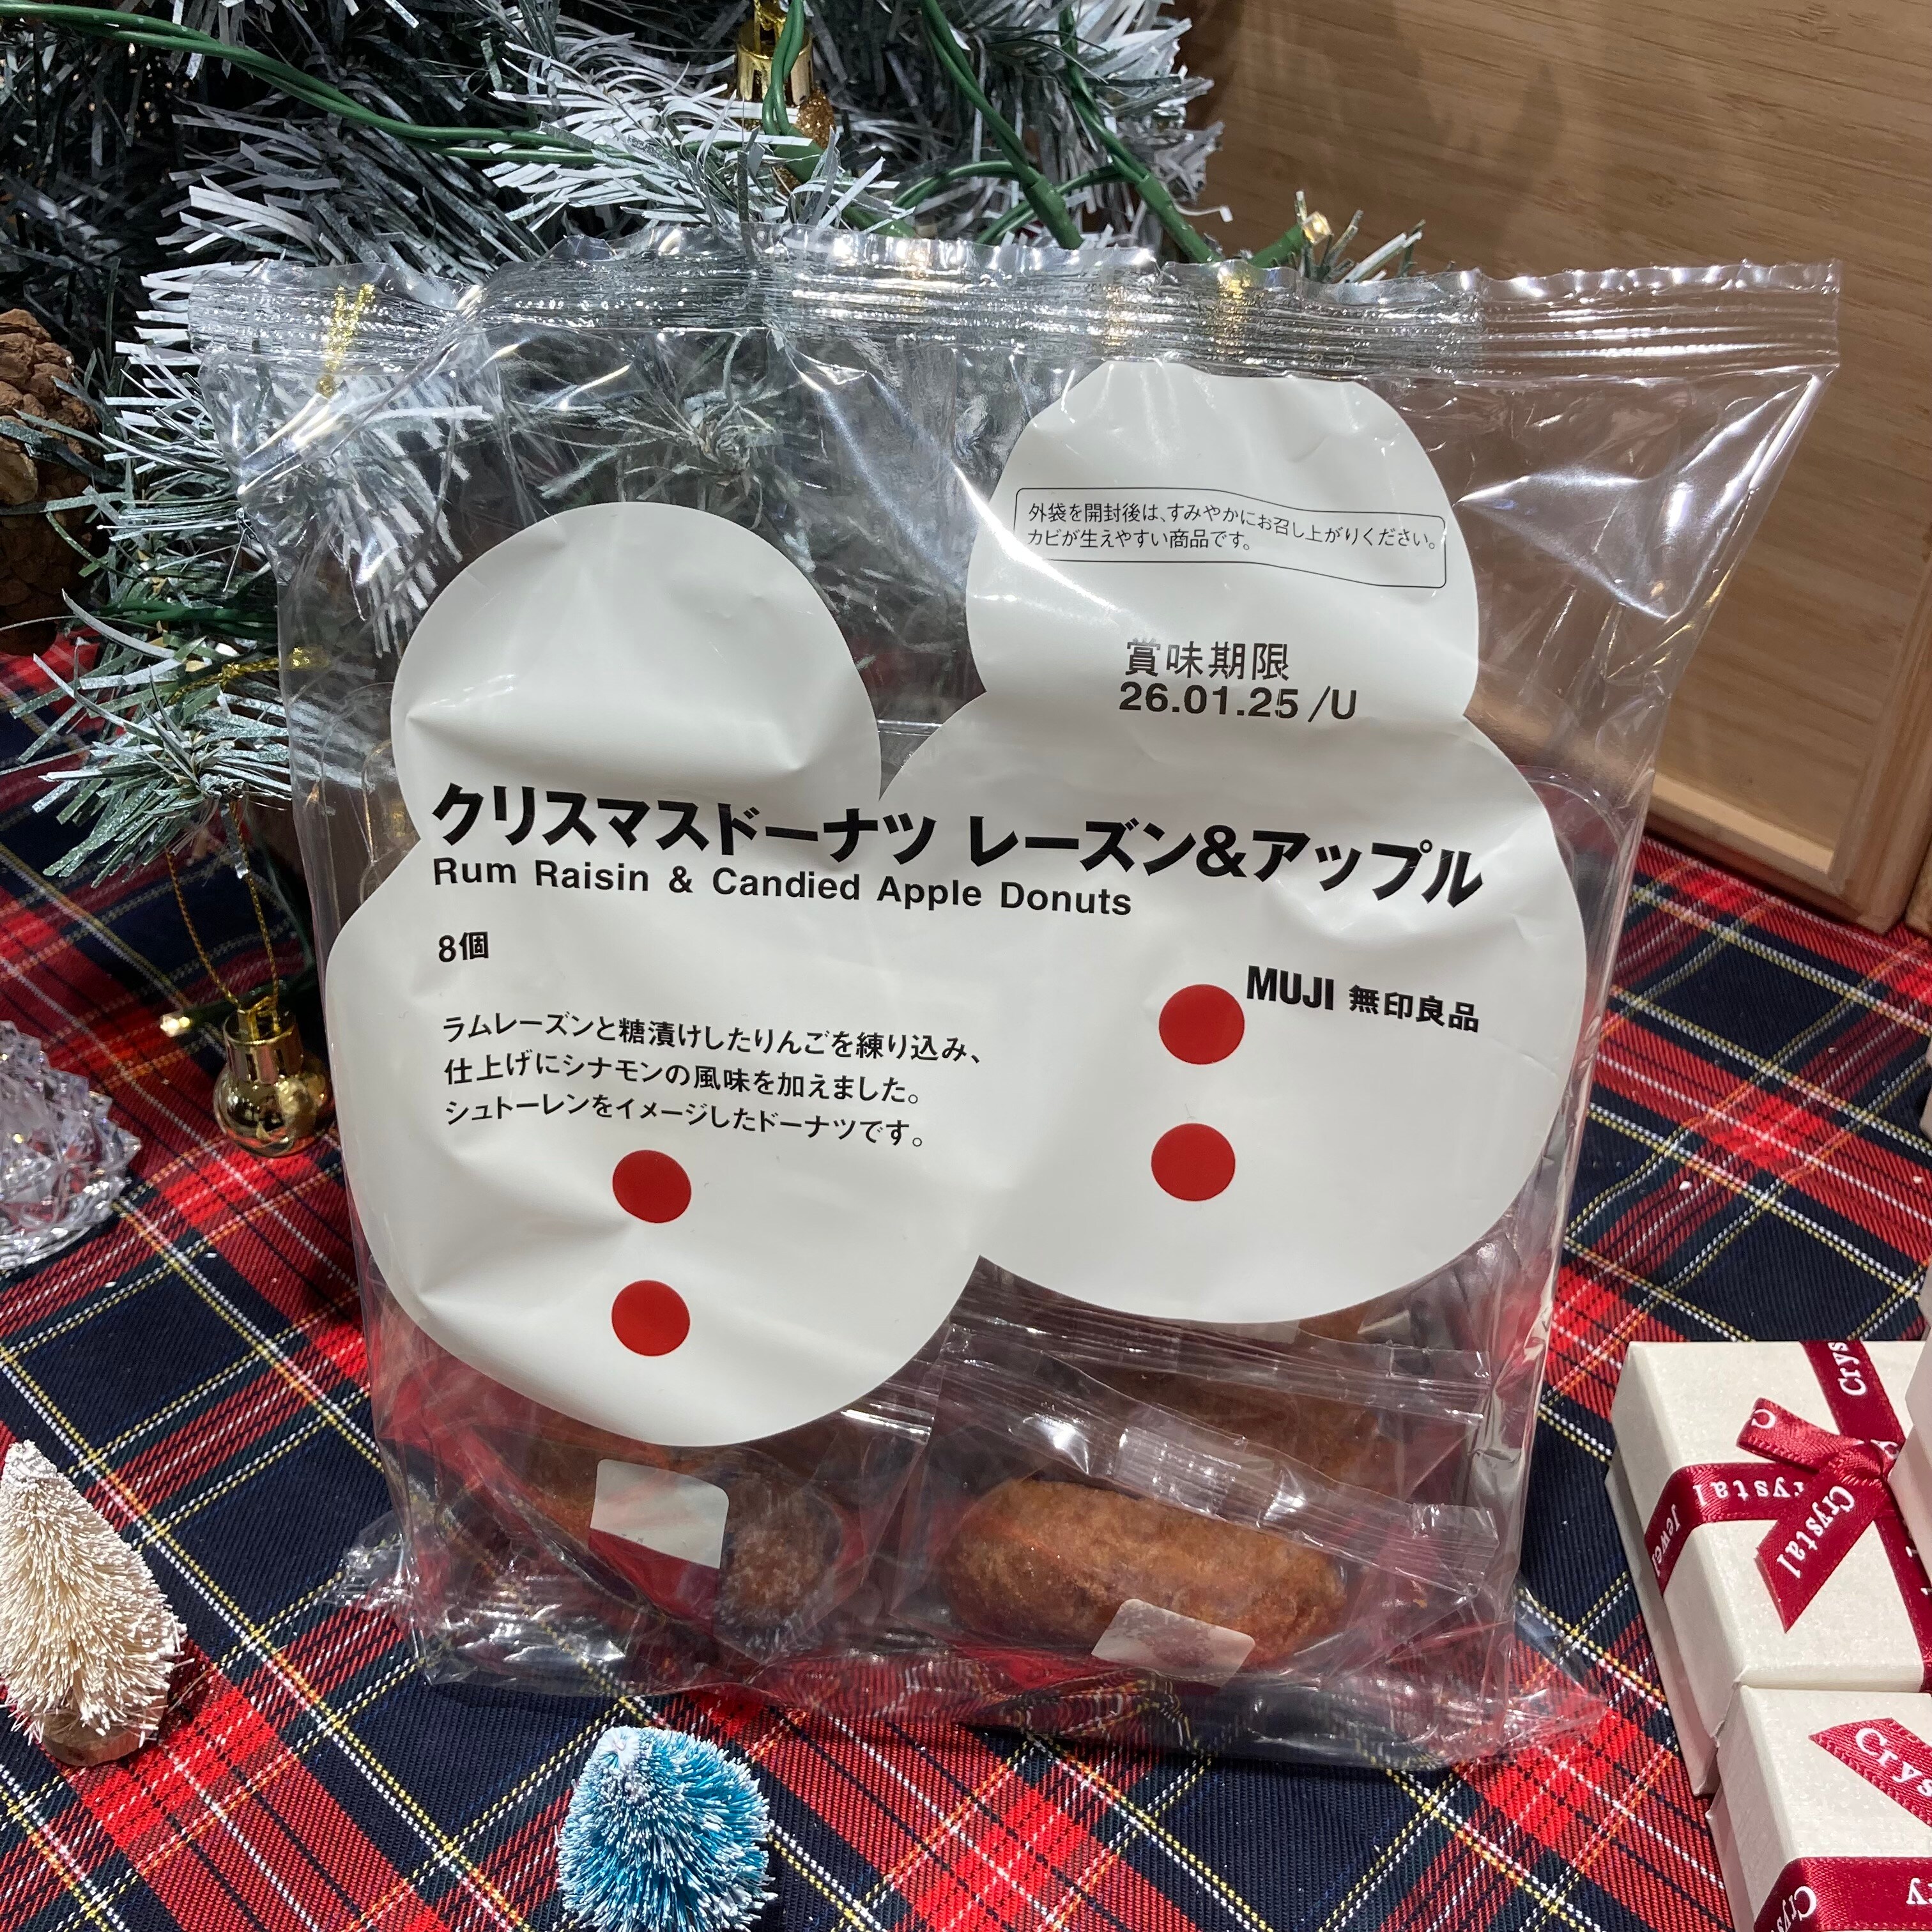 外袋を開封後は、すみやかにお召し上がりください。
カビが生えやすい商品です。
賞味期限
26.01.25/U
クリスマスドーナツ レーズン&アップル
Rum Raisin & Candied Apple Donuts
8個
MUJI 無印良品
ラムレーズンと糖漬けしたりんごを練り込み、
仕上げにシナモンの風味を加えました。
シュトーレンをイメージしたドーナツです。
Crystal
Jewel